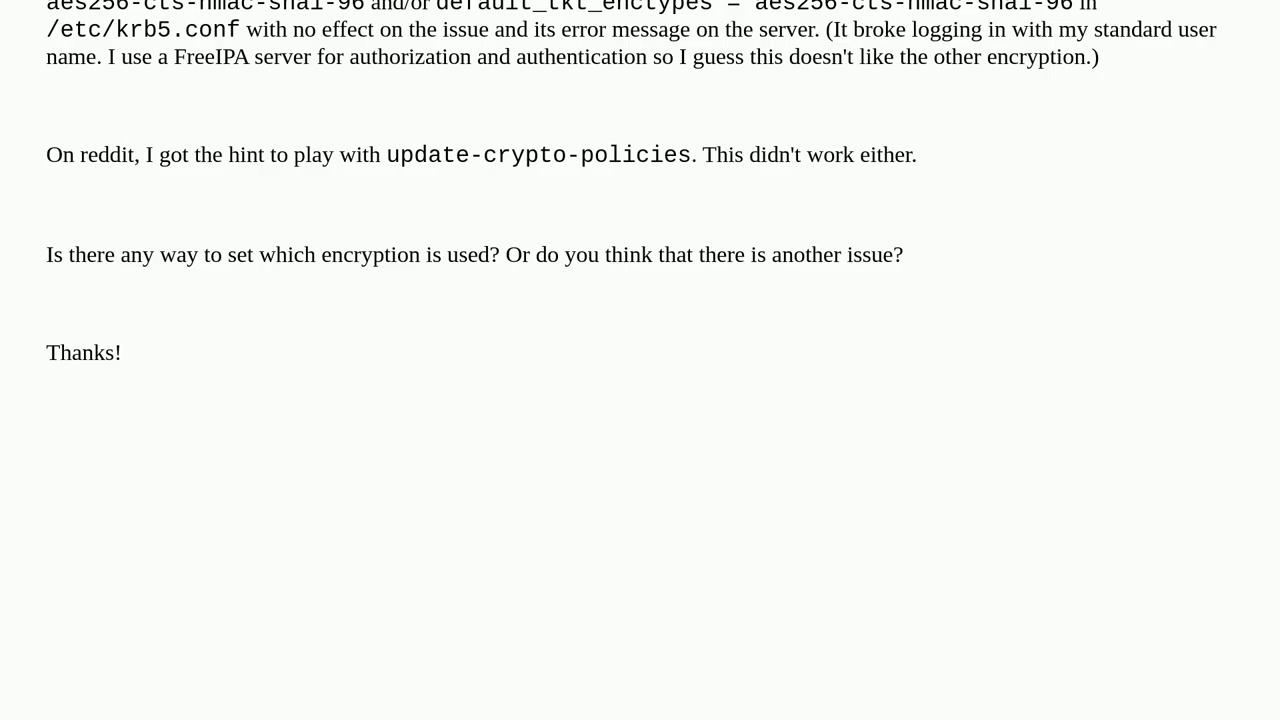 aes256-cts-hmac-sha1-96 and/or default_tkt_enctypes = aes256-cts-hmac-sha1-96 in
/etc/krb5.conf with no effect on the issue and its error message on the server. (It broke logging in with my standard user
name. I use a FreeIPA server for authorization and authentication so I guess this doesn't like the other encryption.)
On reddit, I got the hint to play with update-crypto-policies. This didn't work either.
Is there any way to set which encryption is used? Or do you think that there is another issue?
Thanks!